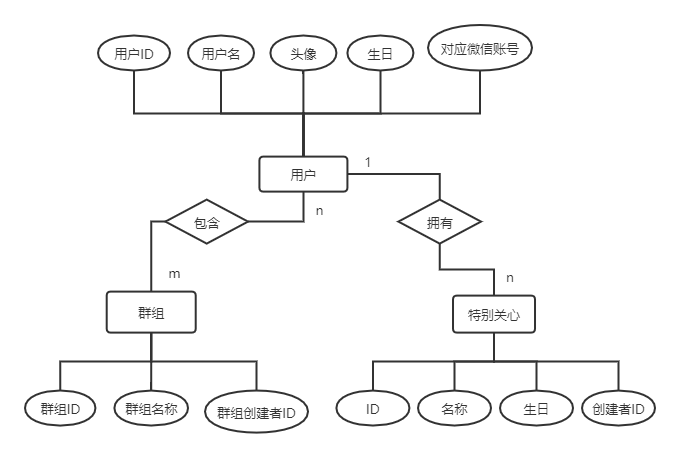 用户ID
用户名
头像
生日
对应微信账号
用户
1
n
包含
拥有
m
n
群组
特别关心
群组ID
群组名称
群组创建者ID
ID
名称
生日
创建者ID